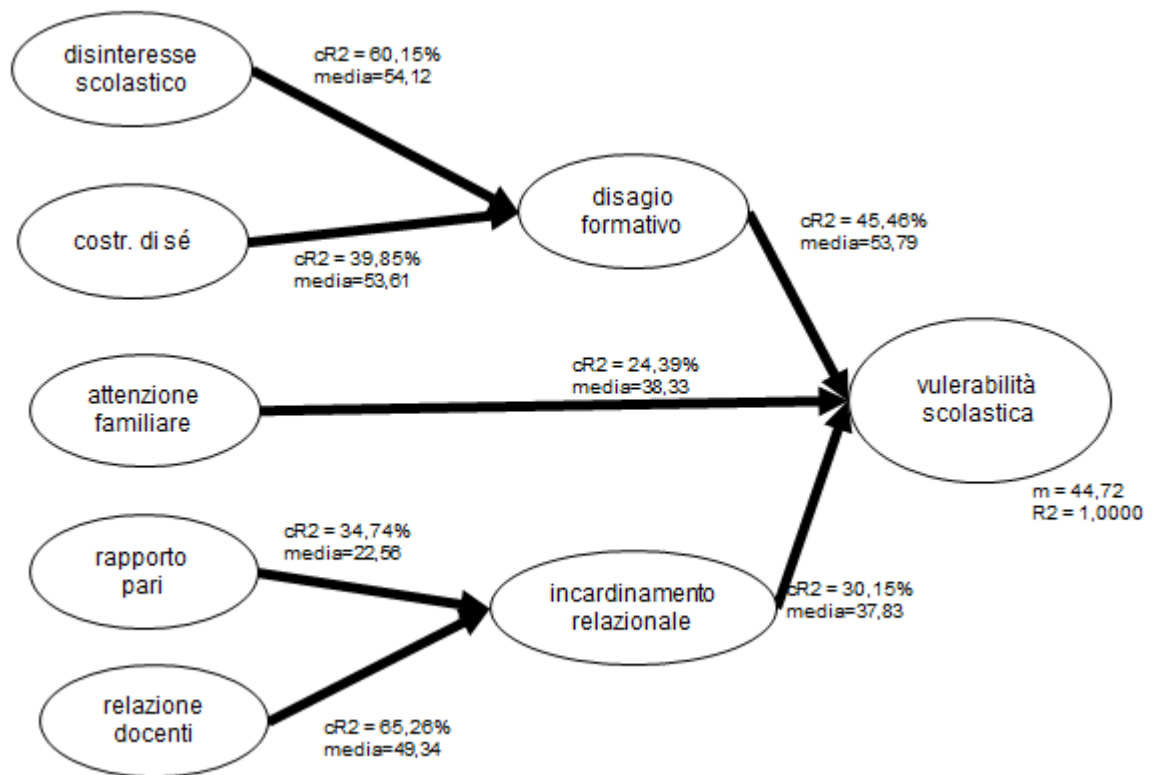 disinteresse
scolastico
cR2 = 60,15%
media=54,12
costr. di sé
cR2 = 39,85%
media=53,61
disagio
formativo
cR2 = 45,46%
media=53,79
attenzione
familiare
cR2 = 24,39%
media=38,33
vulerabilità
scolastica
m = 44,72
R2 = 1,0000
rapporto
pari
cR2 = 34,74%
media=22,56
incardinamento
relazionale
cR2 = 30,15%
media=37,83
relazione
docenti
cR2 = 65,26%
media=49,34